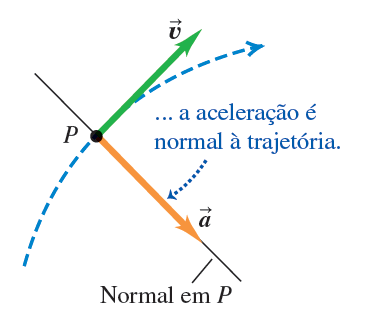 v⃗
P
... a aceleração é
normal à trajetória.
a⃗
Normal em P